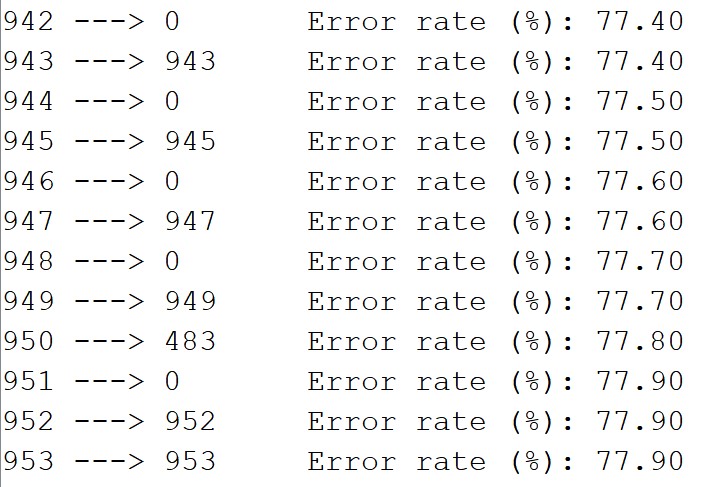 942 ---> 0 Error rate (%): 77.40
943 ---> 943 Error rate (%): 77.40
944 ---> 0 Error rate (%): 77.50
945 ---> 945 Error rate (%): 77.50
946 ---> 0 Error rate (%): 77.60
947 ---> 947 Error rate (%): 77.60
948 ---> 0 Error rate (%): 77.70
949 ---> 949 Error rate (%): 77.70
950 ---> 483 Error rate (%): 77.80
951 ---> 0 Error rate (%): 77.90
952 ---> 952 Error rate (%): 77.90
953 ---> 953 Error rate (%): 77.90